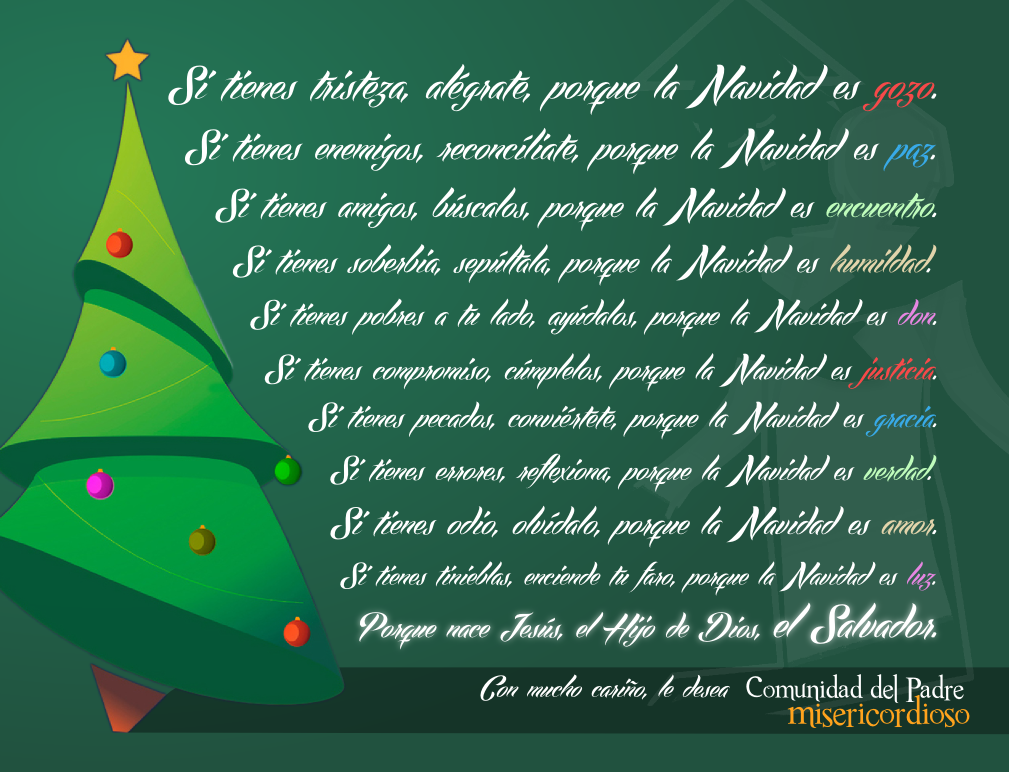 Si tienes tristeza, alégrate, porque la Navidad es gozo.
Si tienes enemigos, reconcíliate, porque la Navidad es paz.
Si tienes amigos, búscalos, porque la Navidad es encuentro.
Si tienes soberbia, sepúltala, porque la Navidad es humildad.
Si tienes pobres a tu lado, ayúdalos, porque la Navidad es don.
Si tienes compromiso, cúmplelos, porque la Navidad es justicia.
Si tienes pecados, conviértete, porque la Navidad es gracia.
Si tienes errores, reflexiona, porque la Navidad es verdad.
Si tienes odio, olvídalo, porque la Navidad es amor.
Si tienes tinieblas, enciende tu faro, porque la Navidad es luz.
Porque nace Jesús, el Hijo de Dios, el Salvador.
Con mucho cariño, le desea Comunidad del Padre
misericordioso